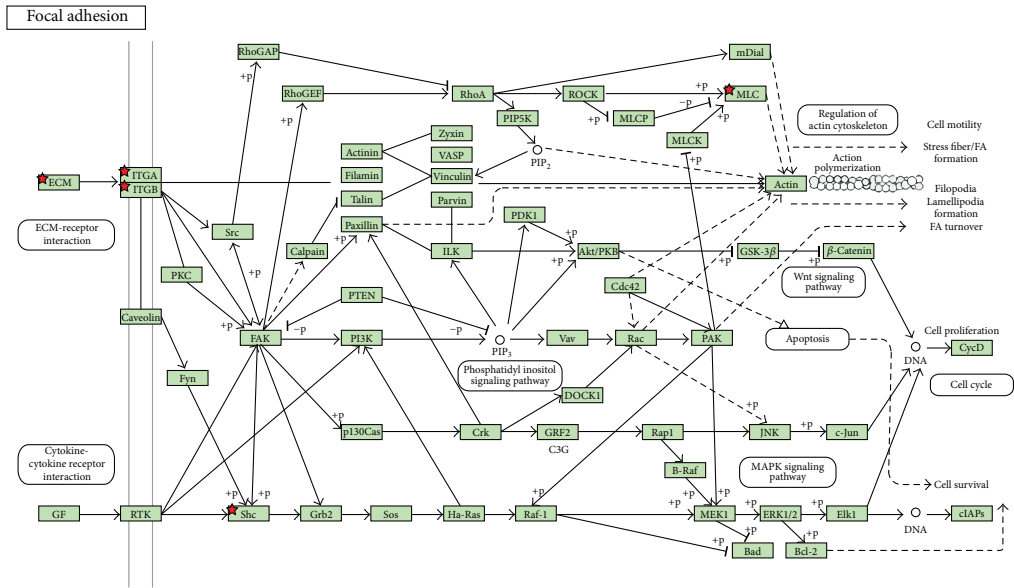 Focal adhesion
RhoGAP
mDial
+p
RhoGEF
RhoA
ROCK
+p
MLC
+p
−p
+p
+p
PIP5K
MLCP
MLCK
+p
Regulation of
actin cytoskeleton
Cell motility
Stress fiber/FA
formation
Zyxin
Actinin
VASP
PIP2
Filamin
Vinculin
Actin
polymerization
ECM
ITGA
ITGB
Actin
Talin
Parvin
Filopodia
Lamellipodia
formation
FA turnover
ECM-receptor
interaction
Src
Paxillin
PDK1
+p
+p
Calpain
ILK
+p
Akt/PKB
GSK-3β
+p
β-Catenin
PKC
+p
Cdc42
Wnt signaling
pathway
PTEN
Caveolin
+p
−p
−p
FAK
PI3K
PIP3
Vav
Rac
PAK
Apoptosis
Cell proliferation
DNA
CycD
Phosphatidyl inositol
signaling pathway
Fyn
DOCK1
Cell cycle
+p
+p
p130Cas
Crk
GRF2
C3G
Rap1
JNK
+p
c-Jun
Cytokine-
cytokine receptor
interaction
B-Raf
MAPK signaling
pathway
Cell survival
+p
+p
+p
+p
+p
+p
+p
+p
+p
GF
RTK
Shc
Grb2
Sos
Ha-Ras
Raf-1
MEK1
ERK1/2
Elk1
DNA
cIAPs
+p
+p
Bad
Bcl-2